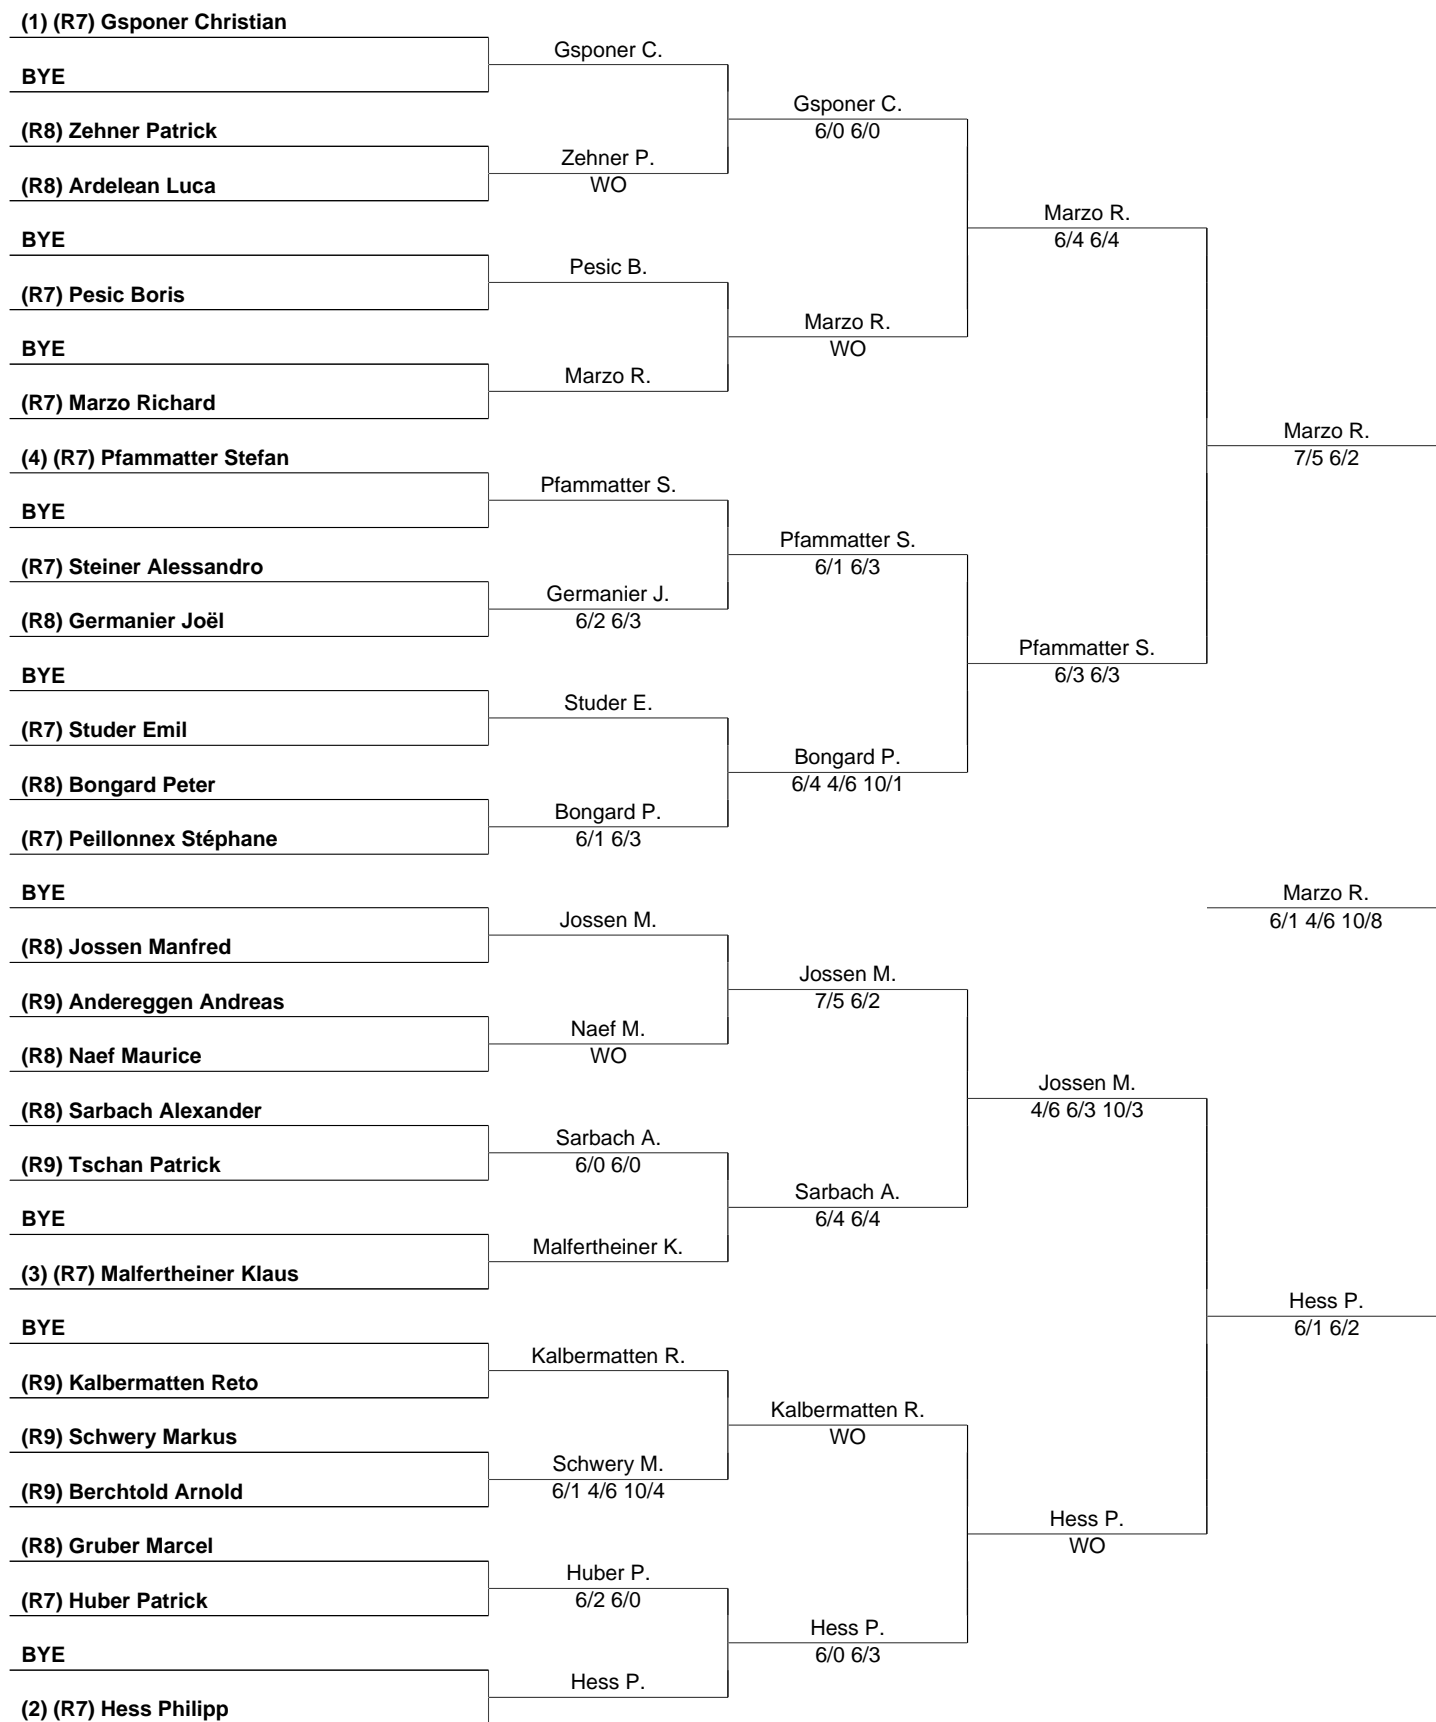 (1) (R7) Gsponer Christian
BYE
(R8) Zehner Patrick
(R8) Ardelean Luca
BYE
(R7) Pesic Boris
BYE
(R7) Marzo Richard
(4) (R7) Pfammatter Stefan
BYE
(R7) Steiner Alessandro
(R8) Germanier Joël
BYE
(R7) Studer Emil
(R8) Bongard Peter
(R7) Peillonnex Stéphane
BYE
(R8) Jossen Manfred
(R9) Andereggen Andreas
(R8) Naef Maurice
(R8) Sarbach Alexander
(R9) Tschan Patrick
BYE
(3) (R7) Malfertheiner Klaus
BYE
(R9) Kalbermatten Reto
(R9) Schwery Markus
(R9) Berchtold Arnold
(R8) Gruber Marcel
(R7) Huber Patrick
BYE
(2) (R7) Hess Philipp
Gsponer C.
Zehner P.
WO
Pesic B.
Marzo R.
Pfammatter S.
Germanier J.
6/2 6/3
Studer E.
Bongard P.
6/1 6/3
Jossen M.
Naef M.
WO
Sarbach A.
6/0 6/0
Malfertheiner K.
Kalbermatten R.
Schwery M.
6/1 4/6 10/4
Huber P.
6/2 6/0
Hess P.
Gsponer C.
6/0 6/0
Marzo R.
WO
Pfammatter S.
6/1 6/3
Bongard P.
6/4 4/6 10/1
Jossen M.
7/5 6/2
Sarbach A.
6/4 6/4
Kalbermatten R.
WO
Hess P.
6/0 6/3
Marzo R.
6/4 6/4
Pfammatter S.
6/3 6/3
Jossen M.
4/6 6/3 10/3
Hess P.
WO
Marzo R.
7/5 6/2
Marzo R.
6/1 4/6 10/8
Hess P.
6/1 6/2